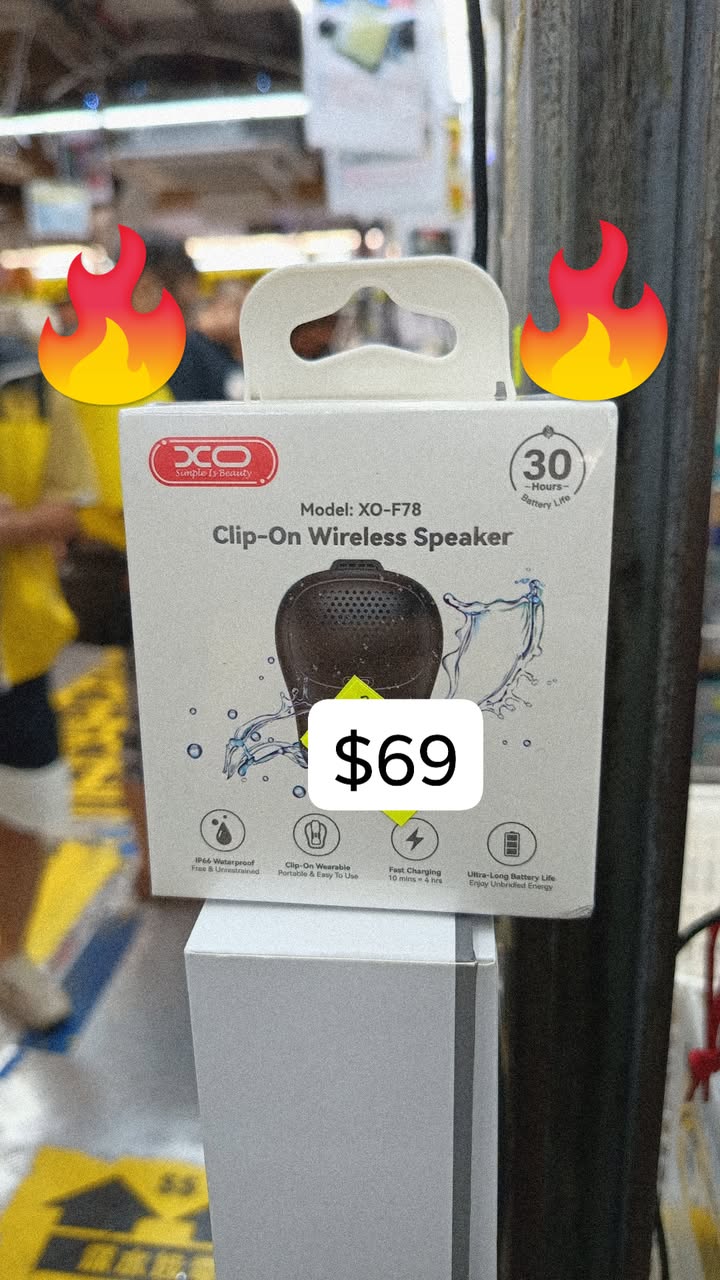 XO
Simple Is Beauty
30
Hours
Battery Life
Model: XO-F78
Clip-On Wireless Speaker
$69
IP66 Waterproof
Free & Unrestrained
Clip-On Wearable
Portable & Easy To Use
Fast Charging
10 mins = 4 hrs
Ultra-Long Battery Life
Enjoy Unbridled Energy